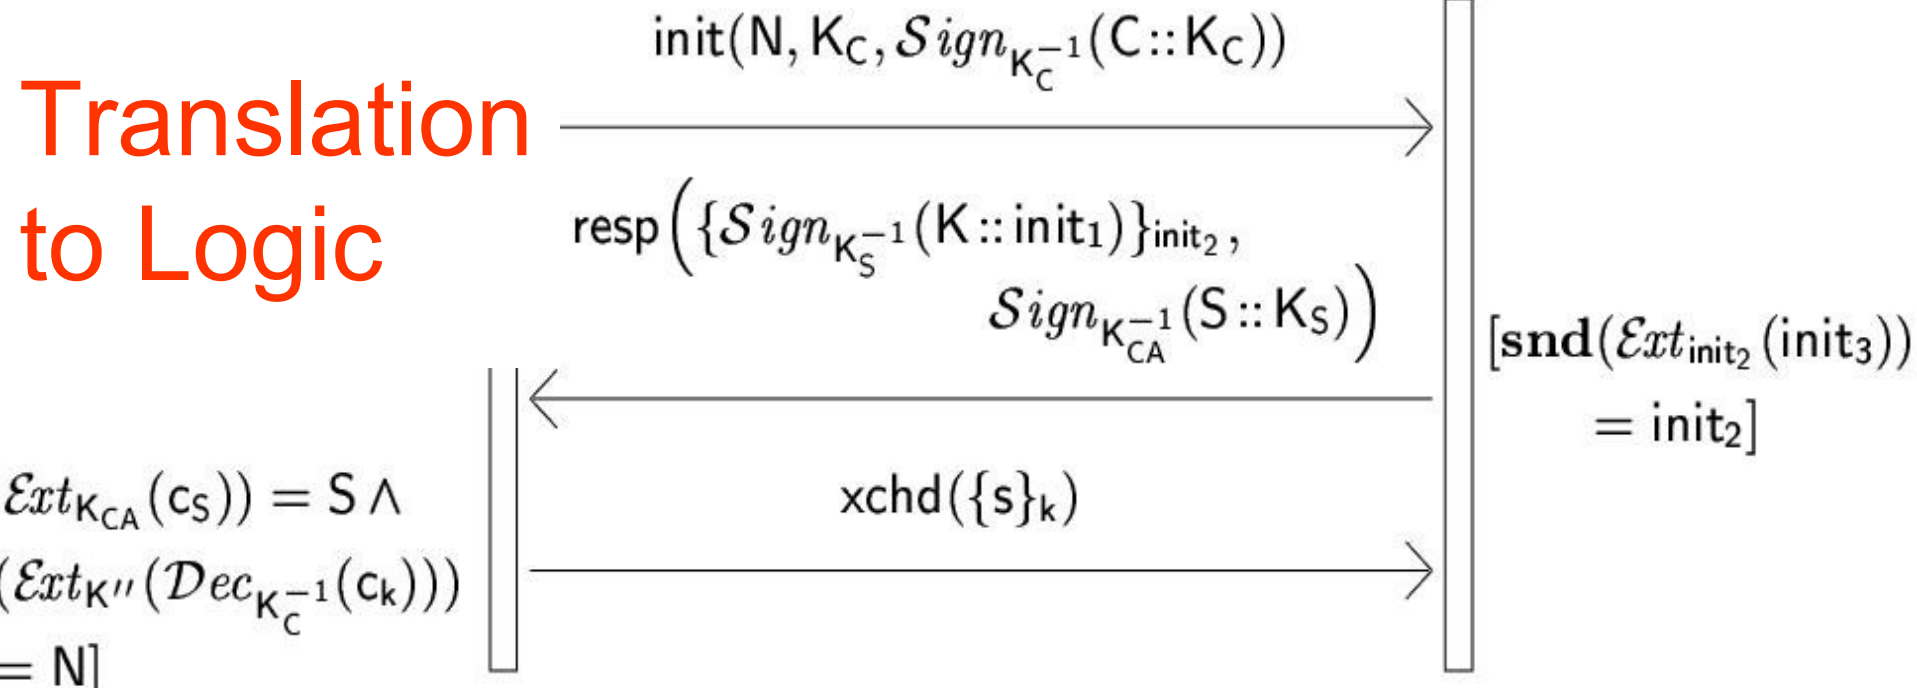 Translation
to Logic
init(N, K_C, Sign_{K_C^{-1}}(C::K_C))
resp({Sign_{K_S^{-1}}(K::init_1)}_{init_2},
Sign_{K_{CA}^{-1}}(S::K_S))
[snd(Ext_{init_2}(init_3))
= init_2]
Ext_{K_{CA}}(c_S)) = S ∧
(Ext_{K''}(Dec_{K_C^{-1}}(c_k)))
= N]
xchd({s}_k)